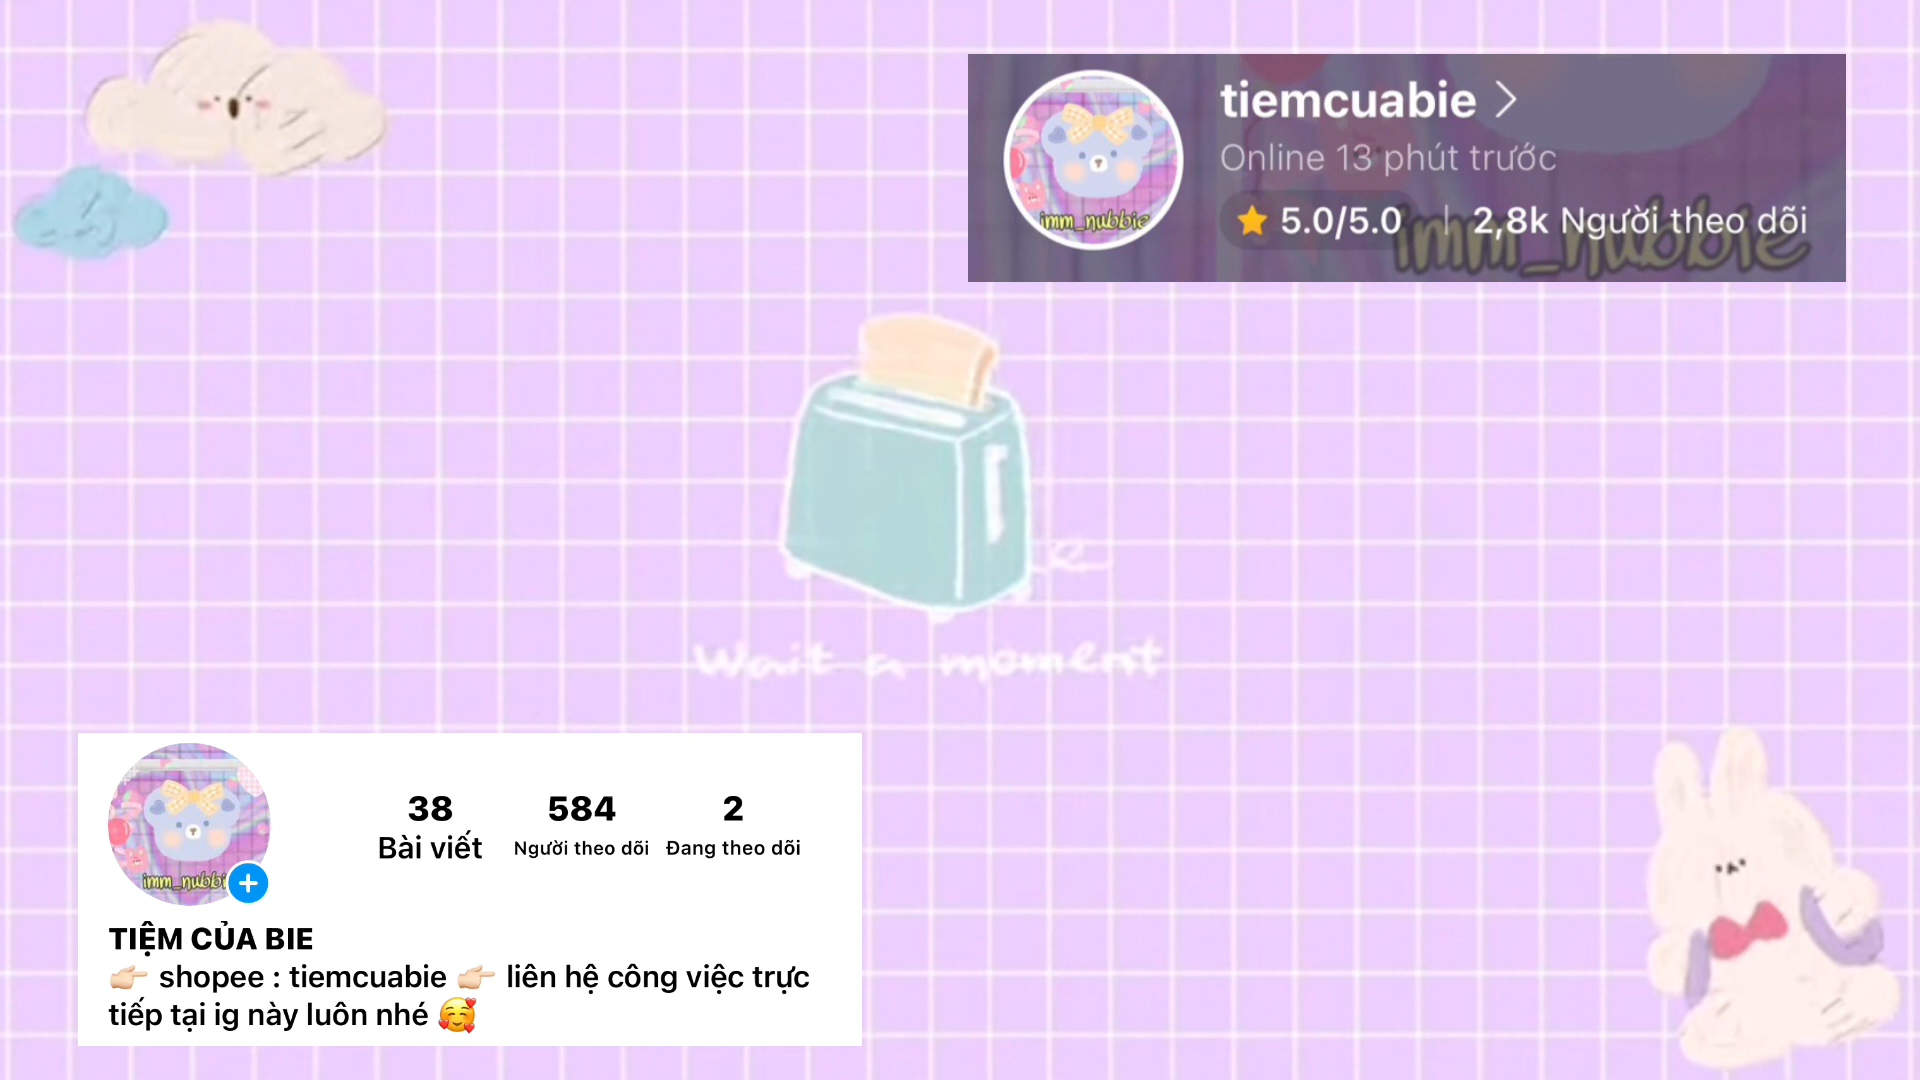 tiemcuabie
Online 13 phút trước
5.0/5.0 | 2,8k Người theo dõi
imm_nubbie
imm_nubbie
Wait a moment
38 584 2
Bài viết Người theo dõi Đang theo dõi
imm_nubbi
TIỆM CỦA BIE
👉🏻 shopee : tiemcuabie 👉🏻 liên hệ công việc trực
tiếp tại ig này luôn nhé 🥰